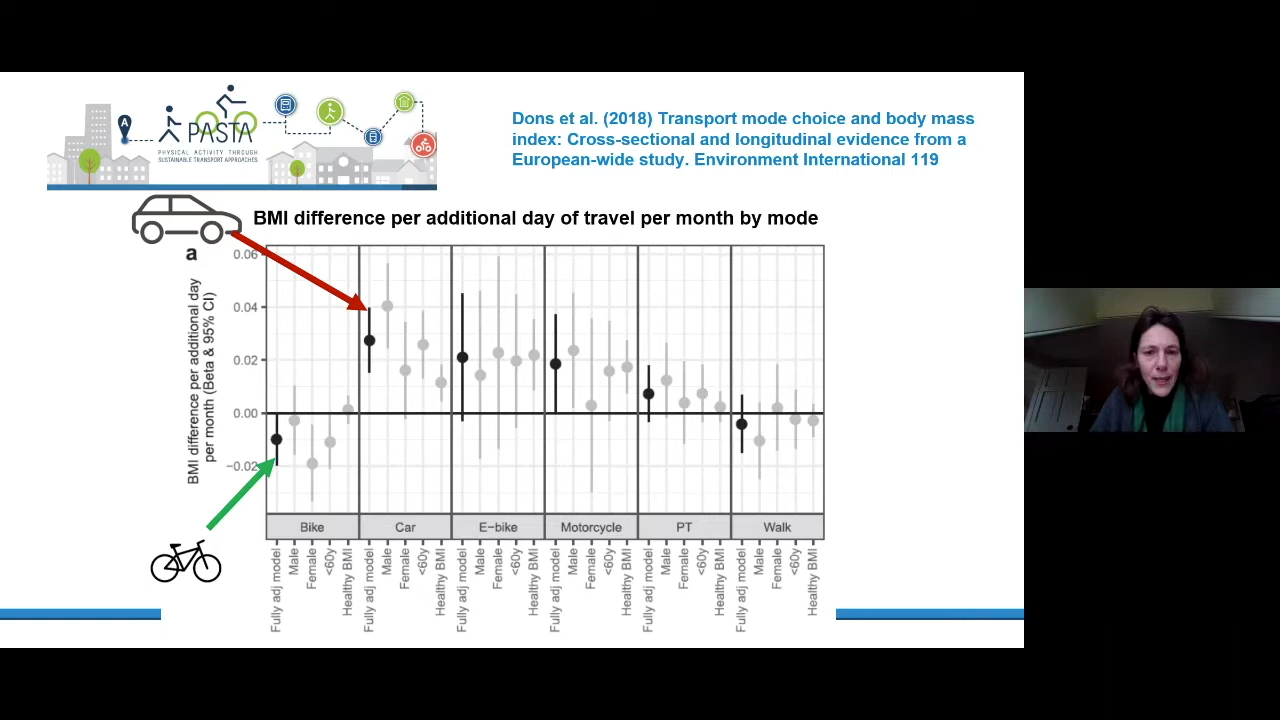 A
PASTA
PHYSICAL ACTIVITY THROUGH
SUSTAINABLE TRANSPORT APPROACHES
Dons et al. (2018) Transport mode choice and body mass
index: Cross-sectional and longitudinal evidence from a
European-wide study. Environment International 119
BMI difference per additional day of travel per month by mode
a
BMI difference per additional day
per month (Beta & 95% CI)
0.06
0.04
0.02
0.00
−0.02
Bike Car E−bike Motorcycle PT Walk
Fully adj model Male Female <60y Healthy BMI Fully adj model Male Female <60y Healthy BMI Fully adj model Male Female <60y Healthy BMI Fully adj model Male Female <60y Healthy BMI Fully adj model Male Female <60y Healthy BMI Fully adj model Male Female <60y Healthy BMI